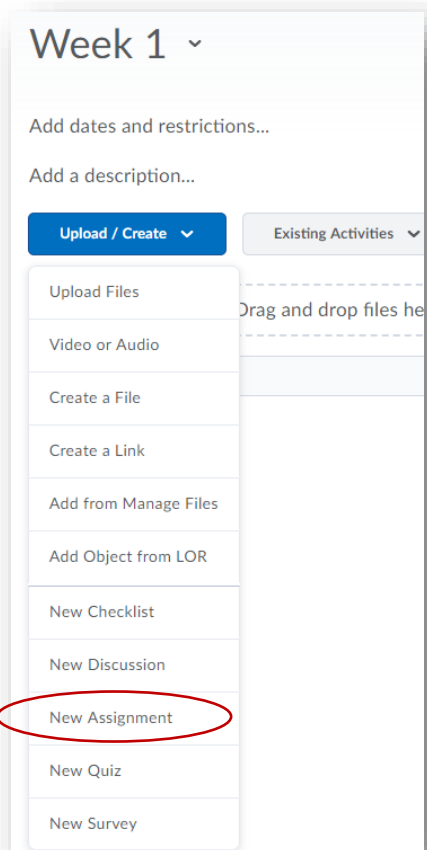 Week 1
Add dates and restrictions...
Add a description...
Upload / Create
Existing Activities
Upload Files
Drag and drop files he
Video or Audio
Create a File
Create a Link
Add from Manage Files
Add Object from LOR
New Checklist
New Discussion
New Assignment
New Quiz
New Survey